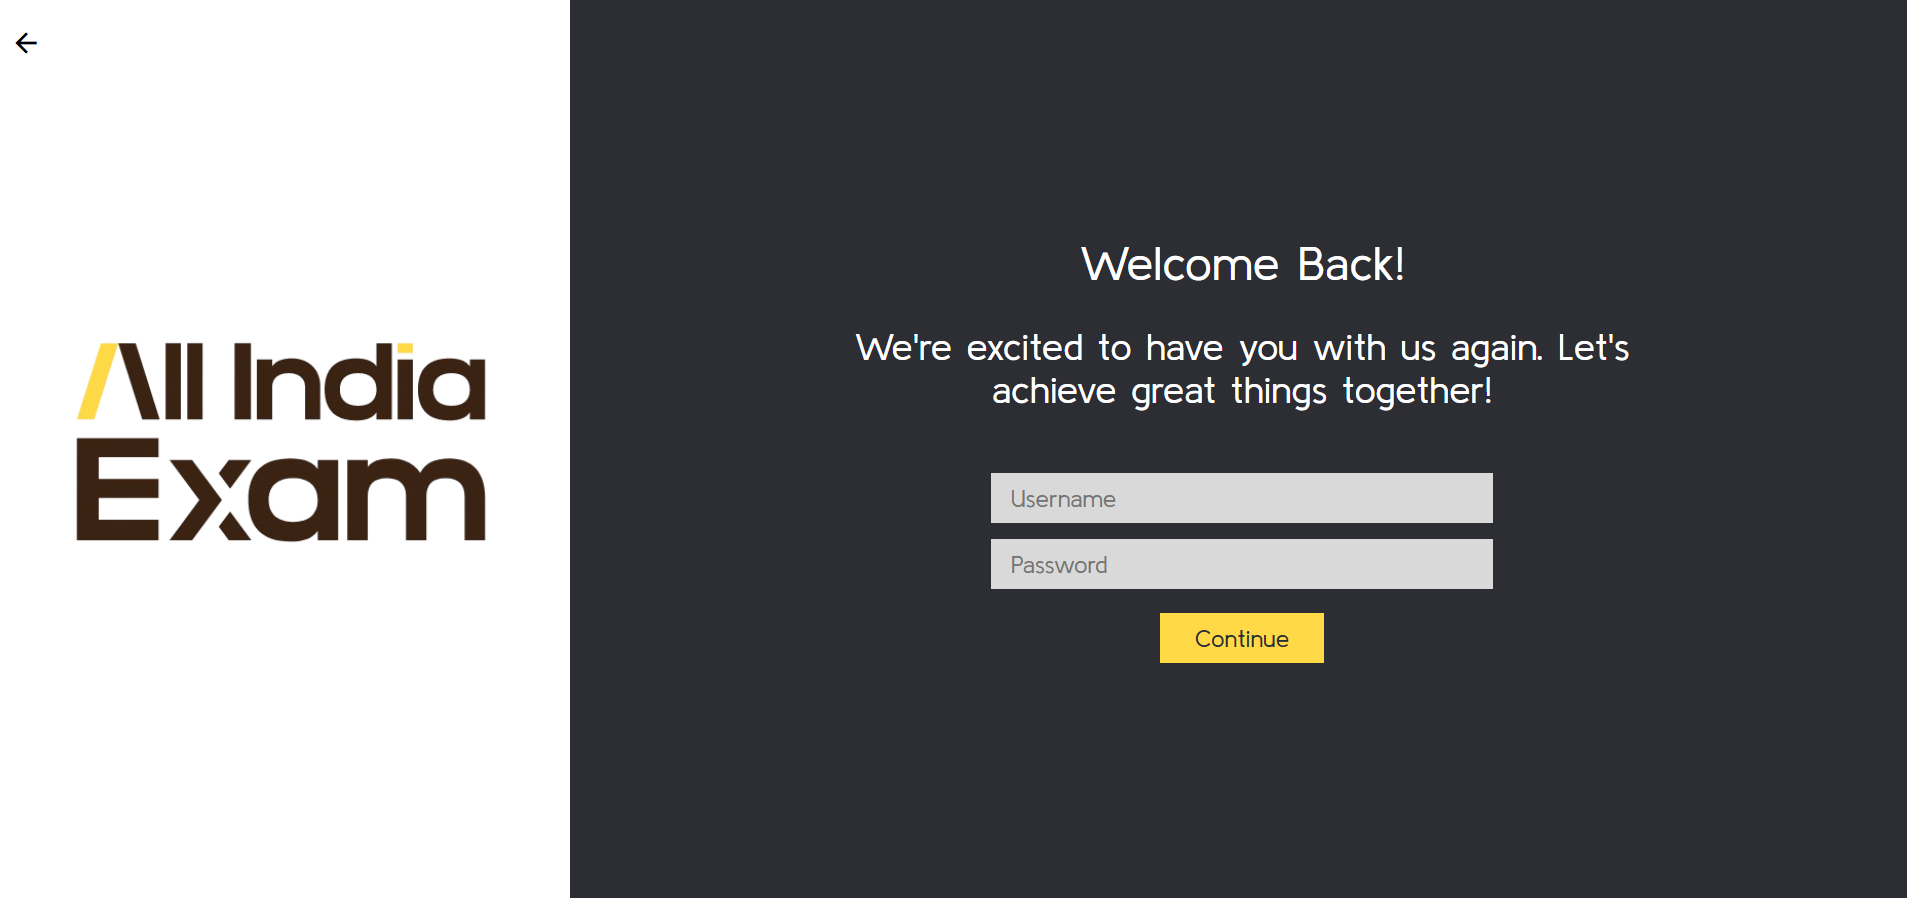 All India
Exam
Welcome Back!
We're excited to have you with us again. Let's
achieve great things together!
Username
Password
Continue